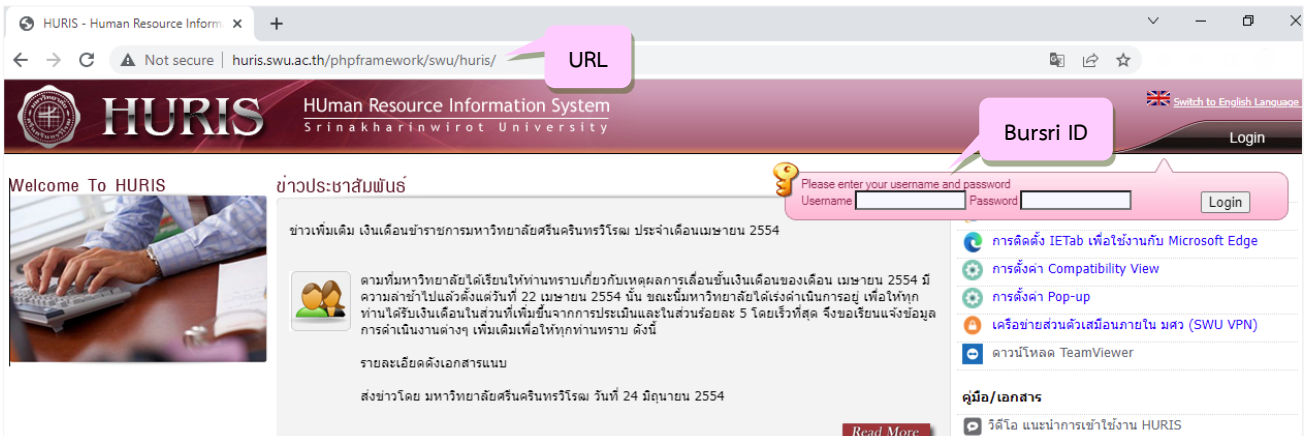 HURIS - Human Resource Inform
Not secure | huris.swu.ac.th/phpframework/swu/huris/
URL
HURIS
HUman Resource Information System
Srinakharinwirot University
Switch to English Language
Bursri ID
Login
Welcome To HURIS
ข่าวประชาสัมพันธ์
Please enter your username and password
Username Password Login
ข่าวเพิ่มเติม เงินเดือนข้าราชการมหาวิทยาลัยศรีนครินทรวิโรฒ ประจำเดือนเมษายน 2554
ตามที่มหาวิทยาลัยได้เรียนให้ท่านทราบเกี่ยวกับเหตุผลการเลื่อนขั้นเงินเดือนของเดือน เมษายน 2554 มี
ความล่าช้าไปแล้วตั้งแต่วันที่ 22 เมษายน 2554 นั้น ขณะนี้มหาวิทยาลัยได้เร่งดำเนินการอยู่ เพื่อให้ทุก
ท่านได้รับเงินเดือนในส่วนที่เพิ่มขึ้นจากการประเมินและในส่วนร้อยละ 5 โดยเร็วที่สุด จึงขอเรียนแจ้งข้อมูล
การดำเนินงานต่างๆ เพิ่มเติมเพื่อให้ทุกท่านทราบ ดังนี้
รายละเอียดดังเอกสารแนบ
ส่งข่าวโดย มหาวิทยาลัยศรีนครินทรวิโรฒ วันที่ 24 มิถุนายน 2554
Read More
การติดตั้ง IETab เพื่อใช้งานกับ Microsoft Edge
การตั้งค่า Compatibility View
การตั้งค่า Pop-up
เครือข่ายส่วนตัวเสมือนภายใน มศว (SWU VPN)
ดาวน์โหลด TeamViewer
คู่มือ/เอกสาร
วิดีโอ แนะนำการเข้าใช้งาน HURIS